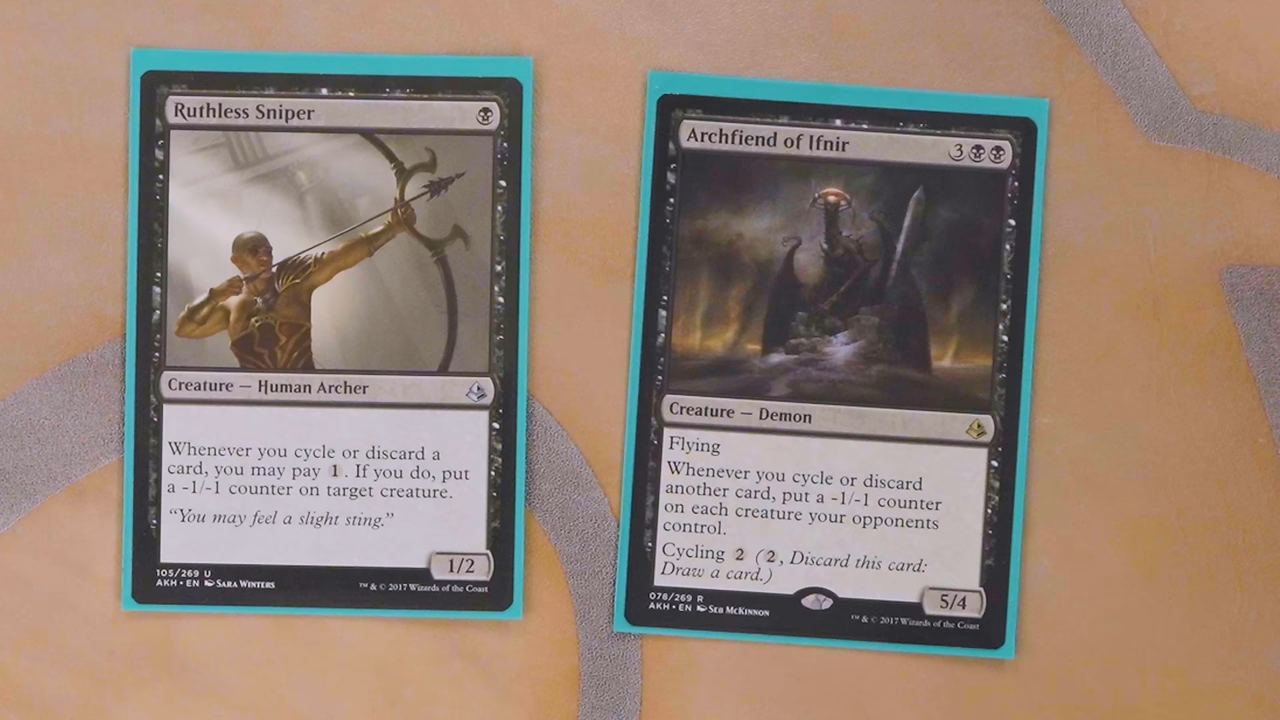 Ruthless Sniper
Creature — Human Archer
Whenever you cycle or discard a
card, you may pay 1. If you do, put
a -1/-1 counter on target creature.
“You may feel a slight sting.”
1/2
105/269 U
AKH • EN Sara Winters
™ & © 2017 Wizards of the Coast
Archfiend of Ifnir
3
Creature — Demon
Flying
Whenever you cycle or discard
another card, put a -1/-1 counter
on each creature your opponents
control.
Cycling 2 (2, Discard this card:
Draw a card.)
5/4
078/269 R
AKH • EN Seb McKinnon
™ & © 2017 Wizards of the Coast